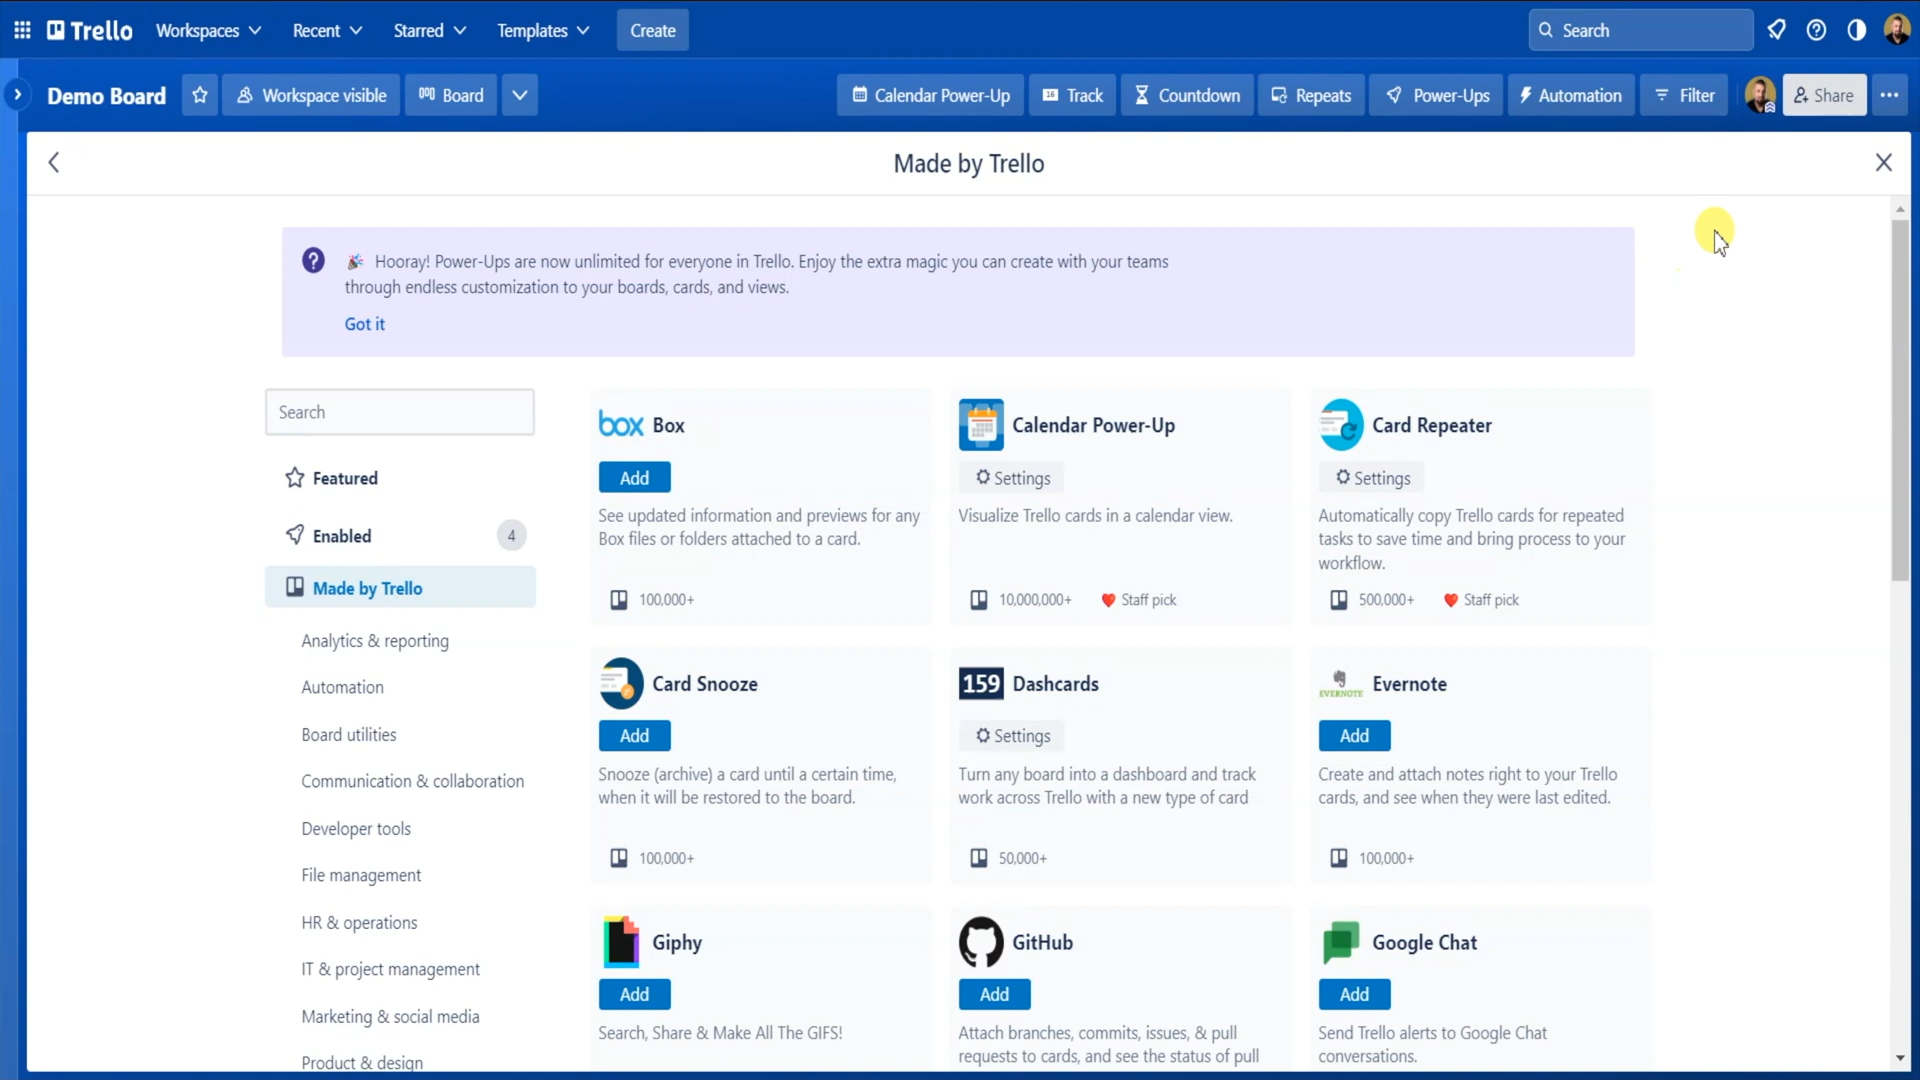 Trello
Workspaces
Recent
Starred
Templates
Create
Search
Demo Board
Workspace visible
Board
Calendar Power-Up
16 Track
Countdown
Repeats
Power-Ups
Automation
Filter
Share
Made by Trello
Hooray! Power-Ups are now unlimited for everyone in Trello. Enjoy the extra magic you can create with your teams
through endless customization to your boards, cards, and views.
Got it
Search
Featured
Enabled
4
Made by Trello
Analytics & reporting
Automation
Board utilities
Communication & collaboration
Developer tools
File management
HR & operations
IT & project management
Marketing & social media
Product & design
box Box
Add
See updated information and previews for any
Box files or folders attached to a card.
100,000+
Calendar Power-Up
Settings
Visualize Trello cards in a calendar view.
10,000,000+
Staff pick
Card Repeater
Settings
Automatically copy Trello cards for repeated
tasks to save time and bring process to your
workflow.
500,000+
Staff pick
Card Snooze
Add
Snooze (archive) a card until a certain time,
when it will be restored to the board.
100,000+
159 Dashcards
Settings
Turn any board into a dashboard and track
work across Trello with a new type of card
50,000+
EVERNOTE Evernote
Add
Create and attach notes right to your Trello
cards, and see when they were last edited.
100,000+
Giphy
Add
Search, Share & Make All The GIFS!
GitHub
Add
Attach branches, commits, issues, & pull
requests to cards, and see the status of pull
Google Chat
Add
Send Trello alerts to Google Chat
conversations.